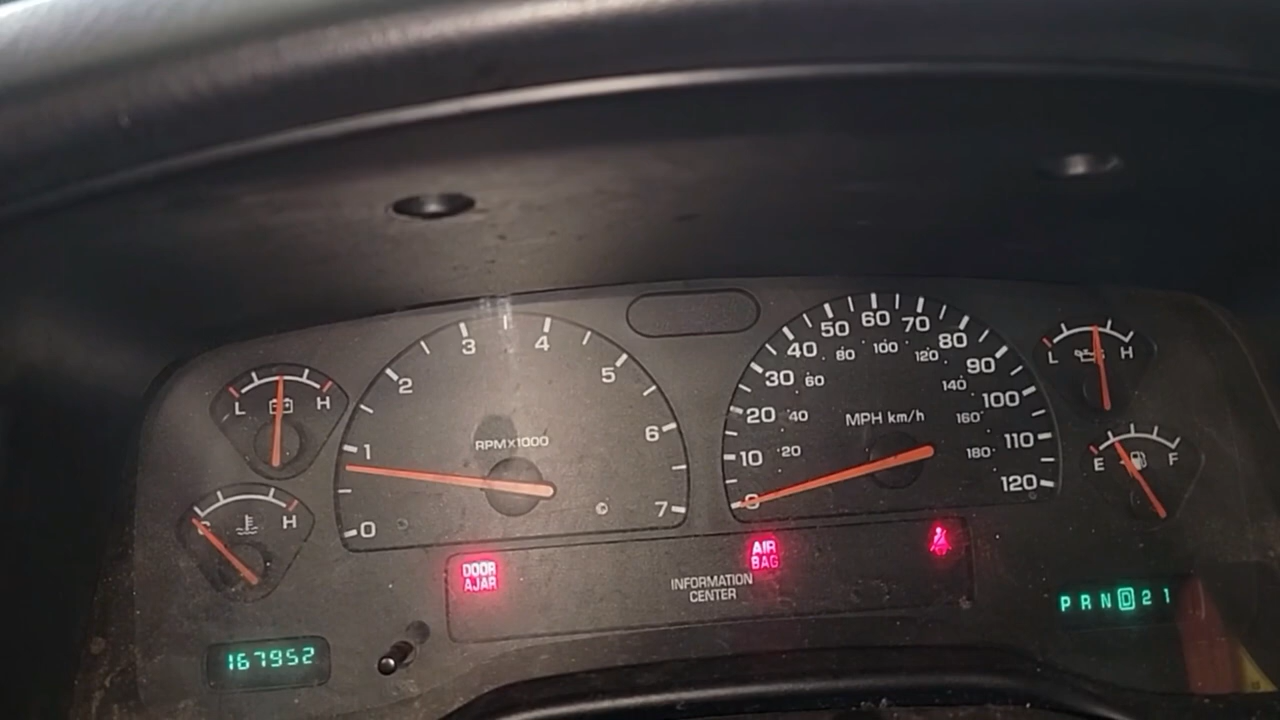 L H
L H
H
E F
0 1 2 3 4 5 6 7
RPMX1000
0 10 20 30 40 50 60 70 80 90 100 110 120
20 40 60 80 100 120 140 160 180
MPH km/h
DOOR
AJAR
AIR
BAG
INFORMATION
CENTER
P R N D 2 1
167952